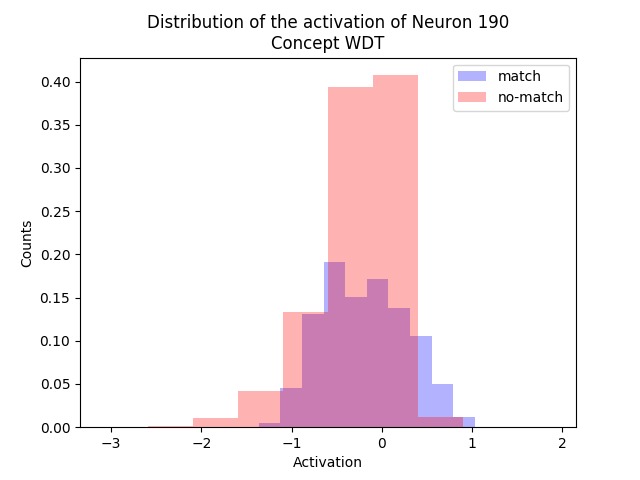 Distribution of the activation of Neuron 190
Concept WDT
match
no-match
0.40
0.35
0.30
0.25
0.20
0.15
0.10
0.05
0.00
Counts
−3
−2
−1
0
1
2
Activation